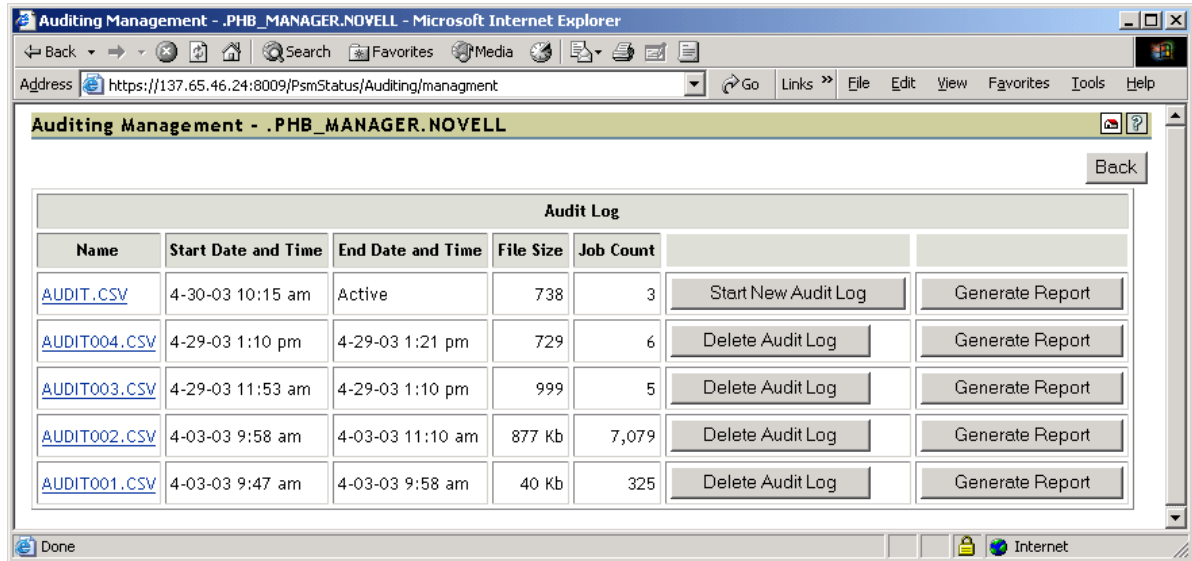 Auditing Management - .PHB_MANAGER.NOVELL - Microsoft Internet Explorer
Back Search Favorites Media
Address https://137.65.46.24:8009/PsmStatus/Auditing/managment Go Links » File Edit View Favorites Tools Help
Auditing Management - .PHB_MANAGER.NOVELL ?
Back
Audit Log
Name Start Date and Time End Date and Time File Size Job Count
AUDIT.CSV 4-30-03 10:15 am Active 738 3 Start New Audit Log Generate Report
AUDIT004.CSV 4-29-03 1:10 pm 4-29-03 1:21 pm 729 6 Delete Audit Log Generate Report
AUDIT003.CSV 4-29-03 11:53 am 4-29-03 1:10 pm 999 5 Delete Audit Log Generate Report
AUDIT002.CSV 4-03-03 9:58 am 4-03-03 11:10 am 877 Kb 7,079 Delete Audit Log Generate Report
AUDIT001.CSV 4-03-03 9:47 am 4-03-03 9:58 am 40 Kb 325 Delete Audit Log Generate Report
Done Internet